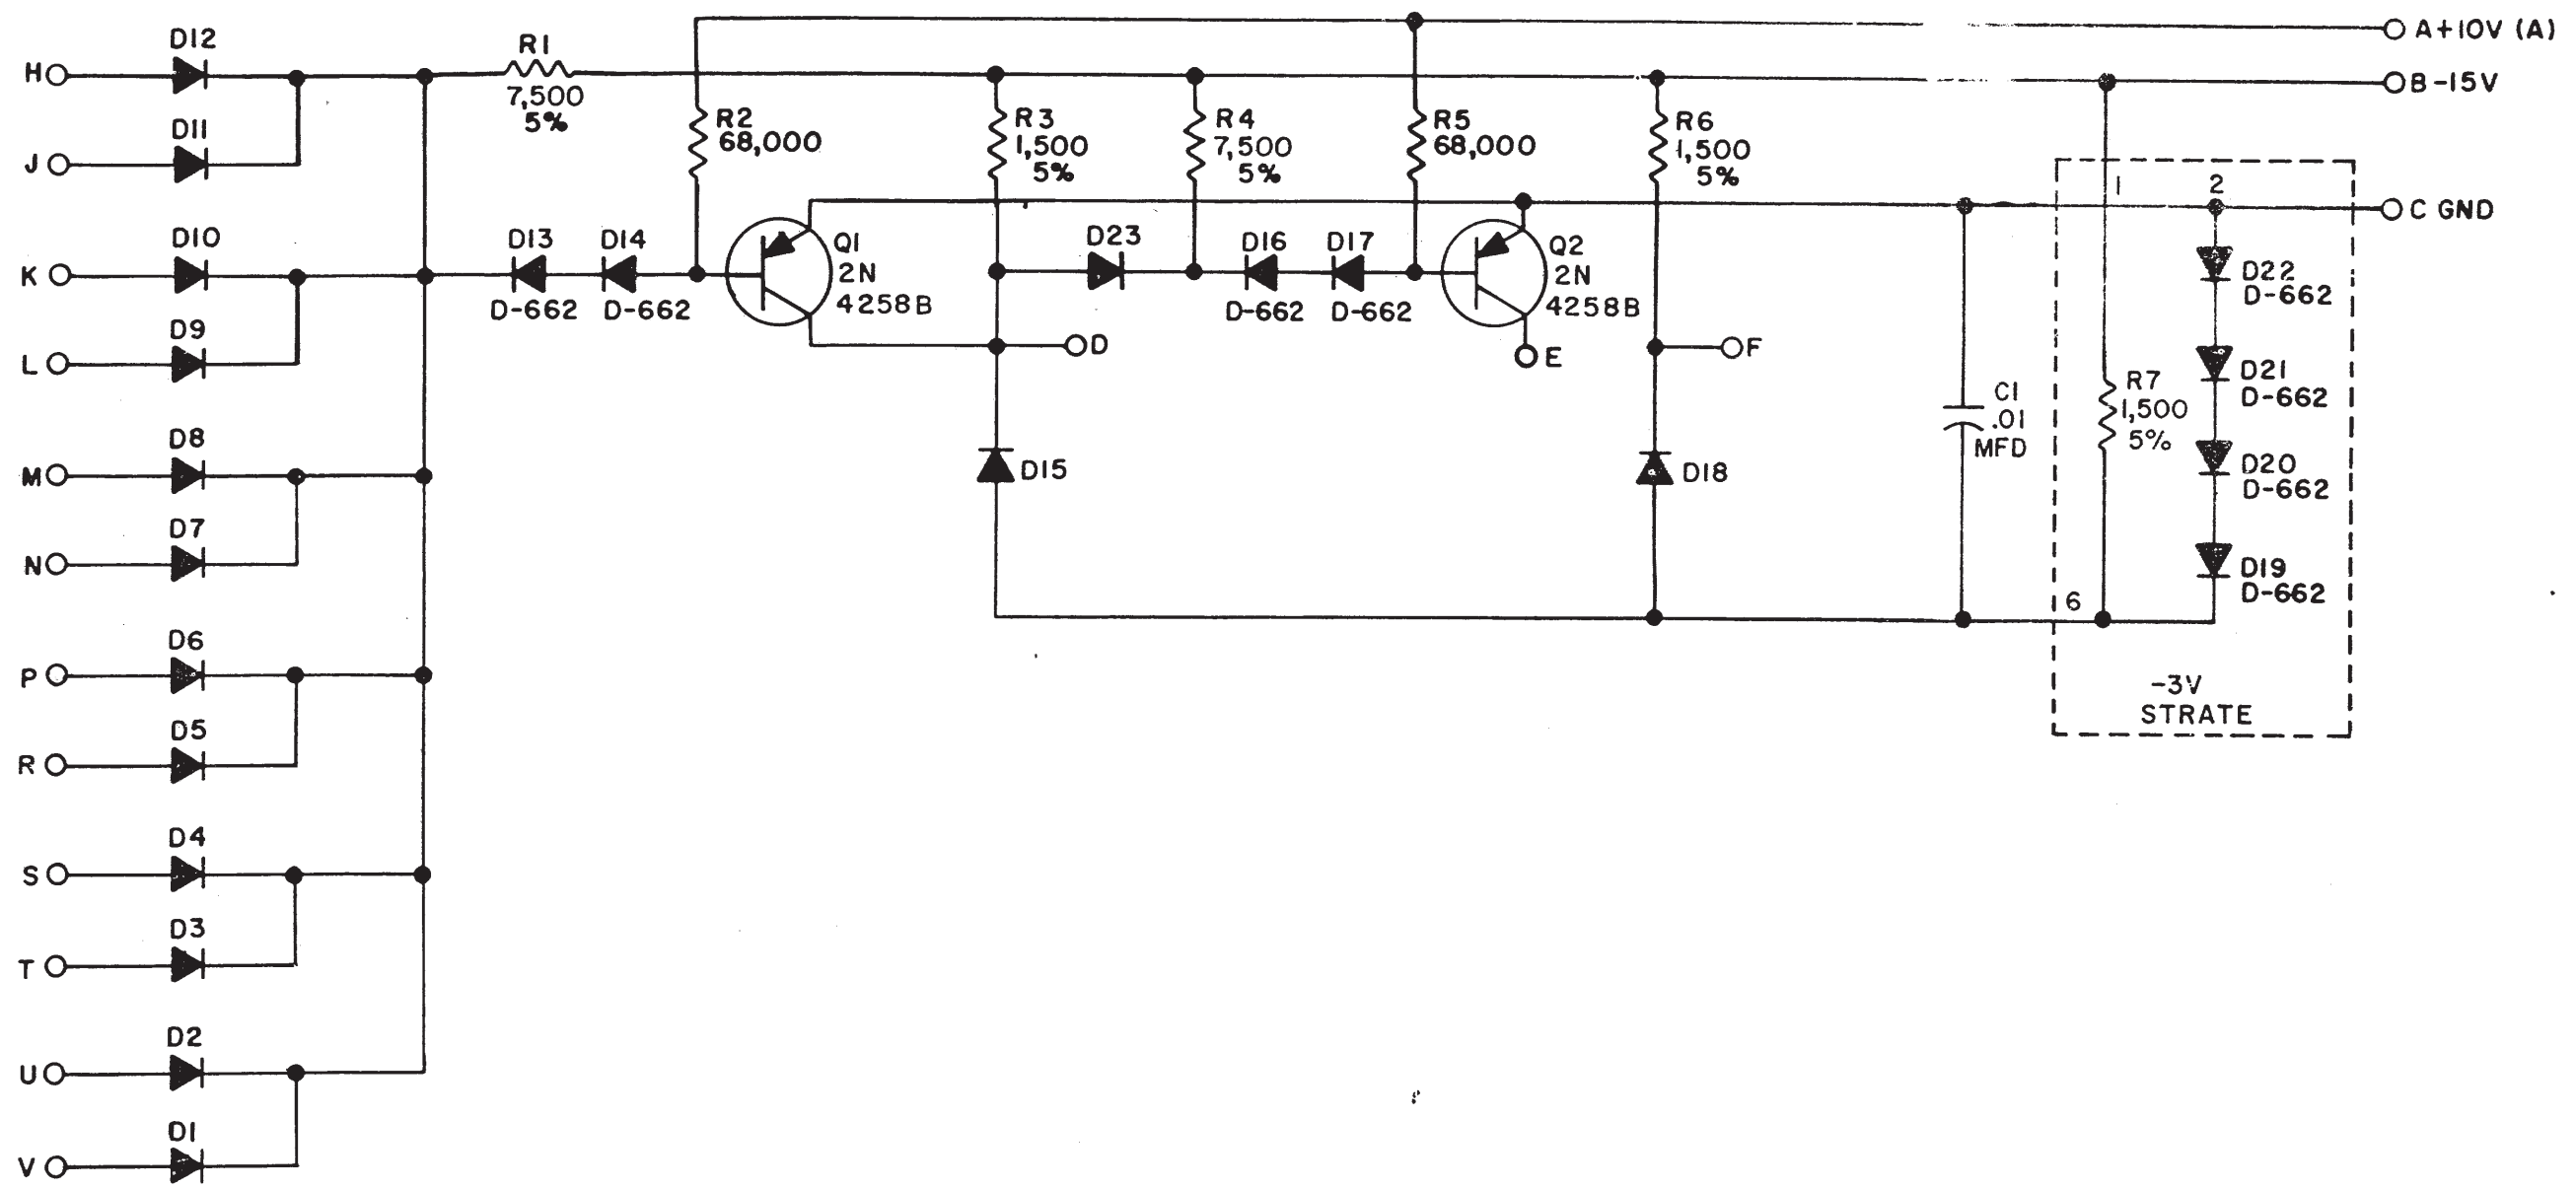 A+10V (A)
D12
R1
H
7,500
5%
B-15V
D11
J
R2
68,000
R3
1,500
5%
R4
7,500
5%
R5
68,000
R6
1,500
5%
1
2
C GND
D10
K
D13
D-662
D14
D-662
Q1
2N
4258B
D23
D16
D-662
D17
D-662
Q2
2N
4258B
D22
D-662
D9
L
D
E
F
D21
D-662
C1
.01
MFD
R7
1,500
5%
D8
M
D15
D18
D20
D-662
D7
N
D19
D-662
6
D6
P
-3V
STRATE
D5
R
D4
S
D3
T
D2
U
D1
V